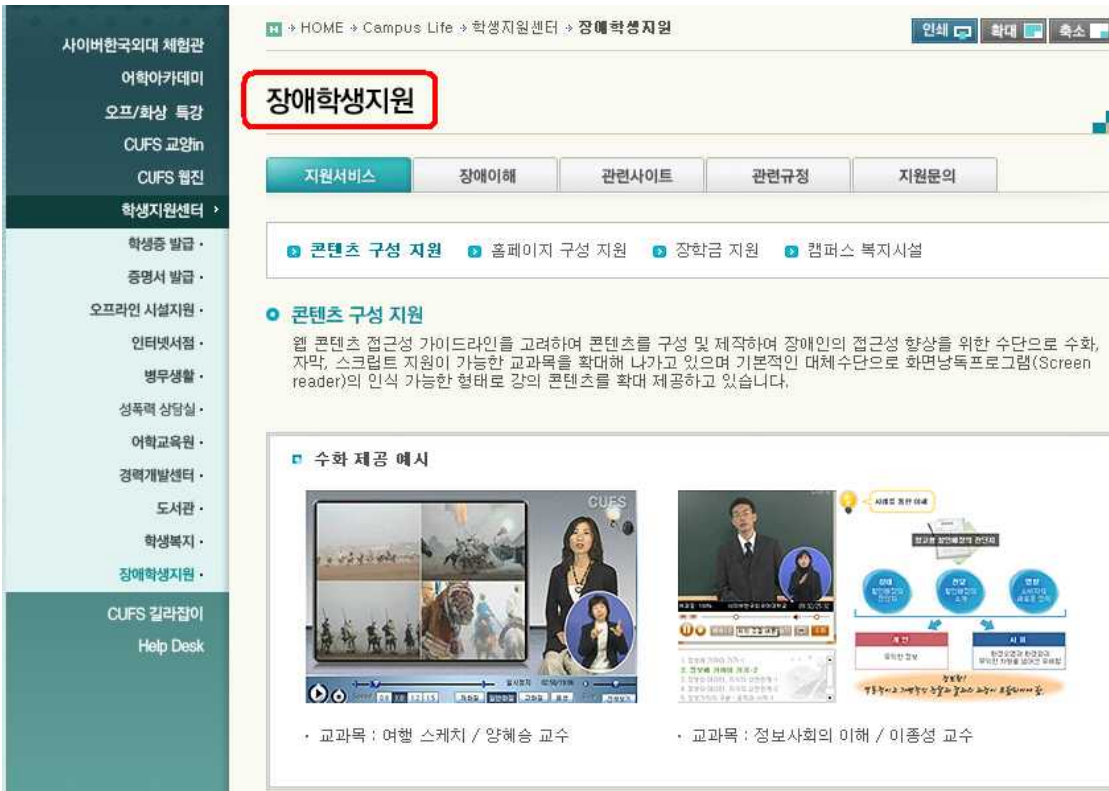 HOME Campus Life 학생지원센터 장애학생지원
인쇄 확대 축소
사이버한국외대 체험관
어학아카데미
오프/화상 특강
CUFS 교양in
CUFS 웹진
학생지원센터
학생증 발급
증명서 발급
오프라인 시설지원
인터넷서점
병무생활
성폭력 상담실
어학교육원
경력개발센터
도서관
학생복지
장애학생지원
CUFS 길라잡이
Help Desk
장애학생지원
지원서비스 장애이해 관련사이트 관련규정 지원문의
콘텐츠 구성 지원 홈페이지 구성 지원 장학금 지원 캠퍼스 복지시설
콘텐츠 구성 지원
웹 콘텐츠 접근성 가이드라인을 고려하여 콘텐츠를 구성 및 제작하여 장애인의 접근성 향상을 위한 수단으로 수화,
자막, 스크립트 지원이 가능한 교과목을 확대해 나가고 있으며 기본적인 대체수단으로 화면낭독프로그램(Screen
reader)의 인식 가능한 형태로 강의 콘텐츠를 확대 제공하고 있습니다.
수화 제공 예시
CUFS
사례를 통한 이해
교과목 : 여행 스케치 / 양혜승 교수
교과목 : 정보사회의 이해 / 이종성 교수